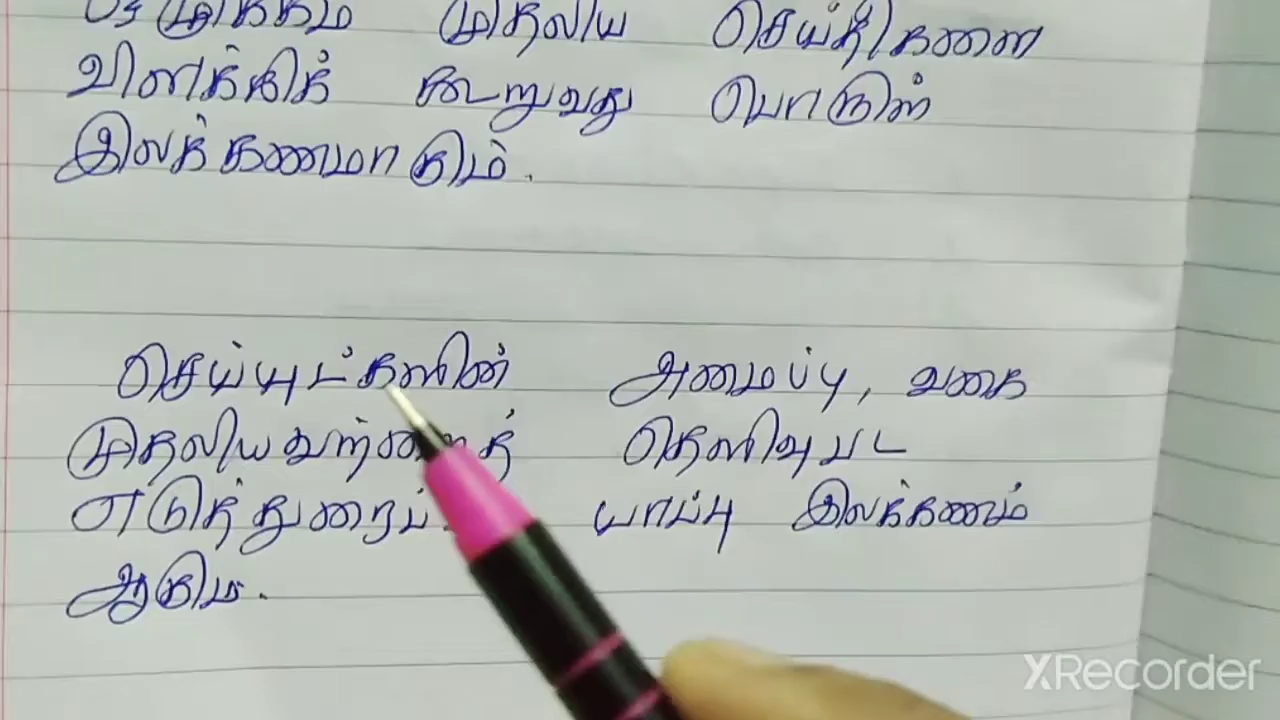 முதலிய செய்திகளை
விளக்கிக் கூறுவது பொருள்
இலக்கணமாகும்.
செய்யுட்களின் அமைப்பு, வகை
முதலியவற்றைத் தெளிவுபட
எடுத்துரைப்பது யாப்பு இலக்கணம்
ஆகும்.
XRecorder